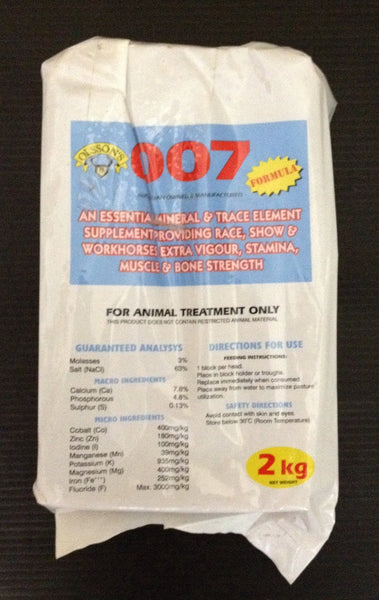 OLSSON'S
007
FORMULA
OWNED & MANUFACTURED
AN ESSENTIAL MINERAL & TRACE ELEMENT
SUPPLEMENT PROVIDING RACE, SHOW &
WORKHORSES EXTRA VIGOUR, STAMINA,
MUSCLE & BONE STRENGTH
FOR ANIMAL TREATMENT ONLY
THIS PRODUCT DOES NOT CONTAIN RESTRICTED ANIMAL MATERIAL
GUARANTEED ANALYSYS
Molasses 3%
Salt (NaCl) 63%
MACRO INGREDIENTS
Calcium (Ca) 7.8%
Phosphorous 4.6%
Sulphur (S) 0.13%
MICRO INGREDIENTS
Cobalt (Co) 400mg/kg
Zinc (Zn) 180mg/kg
Iodine (I) 100mg/kg
Manganese (Mn) 39mg/kg
Potassium (K) 935mg/kg
Magnesium (Mg) 400mg/kg
Iron (Fe⁺⁺⁺) 252mg/kg
Flucride (F) Max. 3000mg/kg
DIRECTIONS FOR USE
FEEDING INSTRUCTIONS:
1 block per head.
Place in block holder or troughs.
Replace immediately when consumed.
Place away from water to maximize pasture
utilization.
SAFETY DIRECTIONS
Avoid contact with skin and eyes.
Store below 30°C (Room Temperature)
2 kg
NET WEIGHT